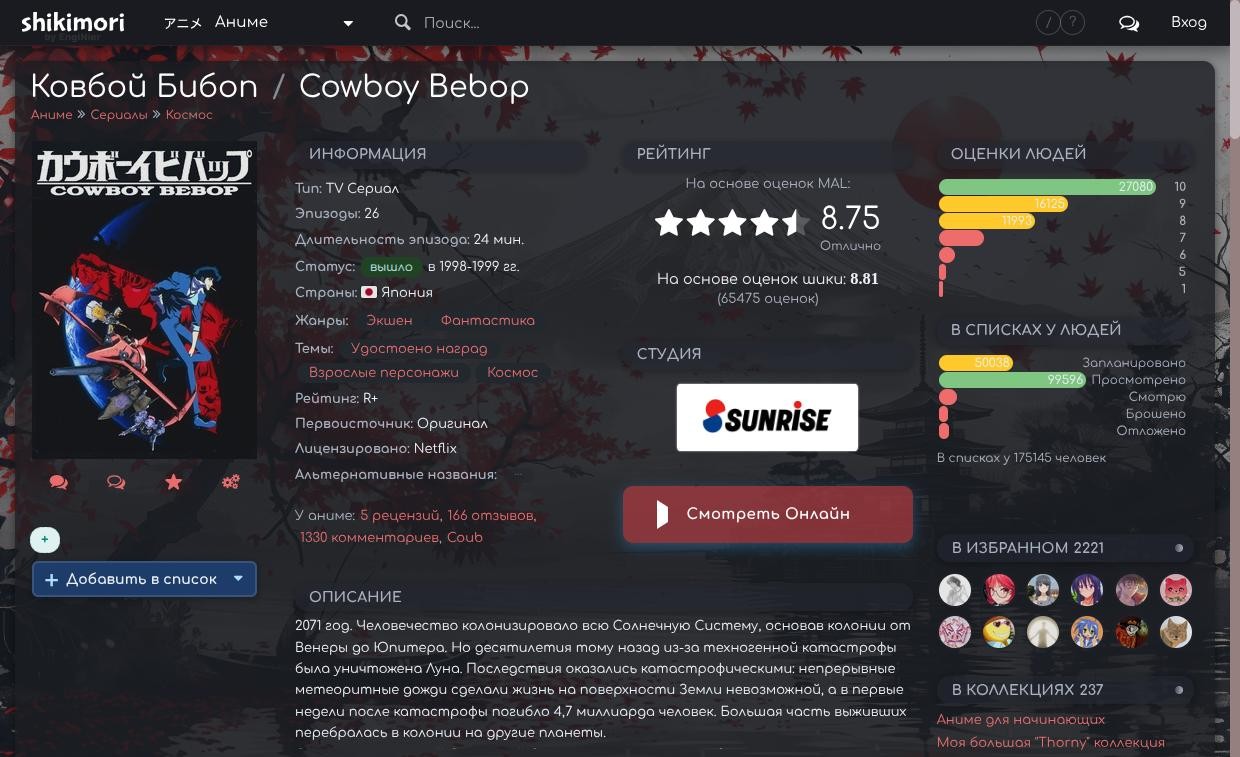 shikimori
by EngiNier
アニメ Аниме
Поиск...
/ ?
Вход
Ковбой Бибоп / Cowboy Bebop
Аниме » Сериалы » Космос
カウボーイビバップ
COWBOY BEBOP
+
+ Добавить в список
ИНФОРМАЦИЯ
Тип: TV Сериал
Эпизоды: 26
Длительность эпизода: 24 мин.
Статус: вышло в 1998-1999 гг.
Страны: Япония
Жанры: Экшен Фантастика
Темы: Удостоено наград
Взрослые персонажи Космос
Рейтинг: R+
Первоисточник: Оригинал
Лицензировано: Netflix
Альтернативные названия: ···
У аниме: 5 рецензий, 166 отзывов,
1330 комментариев, Coub
РЕЙТИНГ
На основе оценок MAL:
8.75
Отлично
На основе оценок шики: 8.81
(65475 оценок)
СТУДИЯ
SUNRISE
Смотреть Онлайн
ОПИСАНИЕ
2071 год. Человечество колонизировало всю Солнечную Систему, основав колонии от
Венеры до Юпитера. Но десятилетия тому назад из-за техногенной катастрофы
была уничтожена Луна. Последствия оказались катастрофическими: непрерывные
метеоритные дожди сделали жизнь на поверхности Земли невозможной, а в первые
недели после катастрофы погибло 4,7 миллиарда человек. Большая часть выживших
перебралась в колонии на другие планеты.
ОЦЕНКИ ЛЮДЕЙ
27080 10
16125 9
11993 8
7
6
5
1
В СПИСКАХ У ЛЮДЕЙ
50038 Запланировано
99596 Просмотрено
Смотрю
Брошено
Отложено
В списках у 175145 человек
В ИЗБРАННОМ 2221
В КОЛЛЕКЦИЯХ 237
Аниме для начинающих
Моя большая "Thorny" коллекция